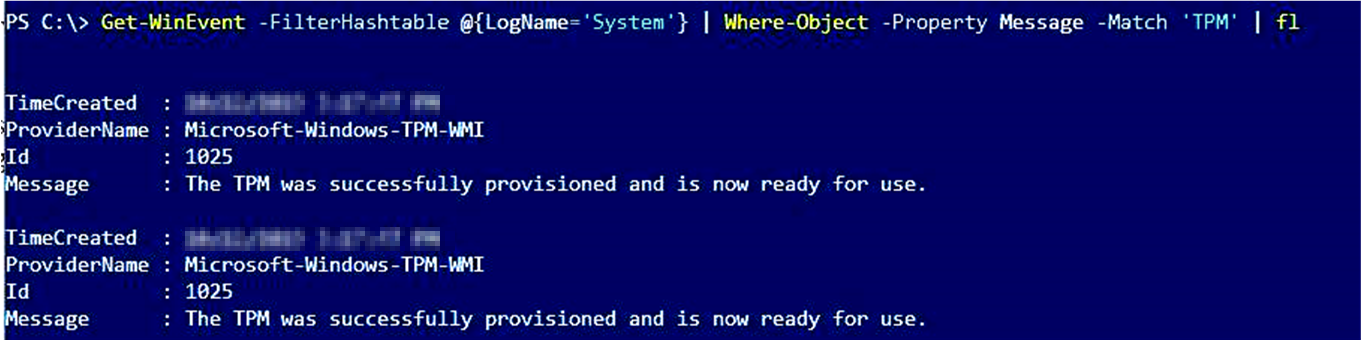 PS C:\> Get-WinEvent -FilterHashtable @{LogName='System'} | Where-Object -Property Message -Match 'TPM' | fl
TimeCreated :
ProviderName : Microsoft-Windows-TPM-WMI
Id : 1025
Message : The TPM was successfully provisioned and is now ready for use.
TimeCreated :
ProviderName : Microsoft-Windows-TPM-WMI
Id : 1025
Message : The TPM was successfully provisioned and is now ready for use.